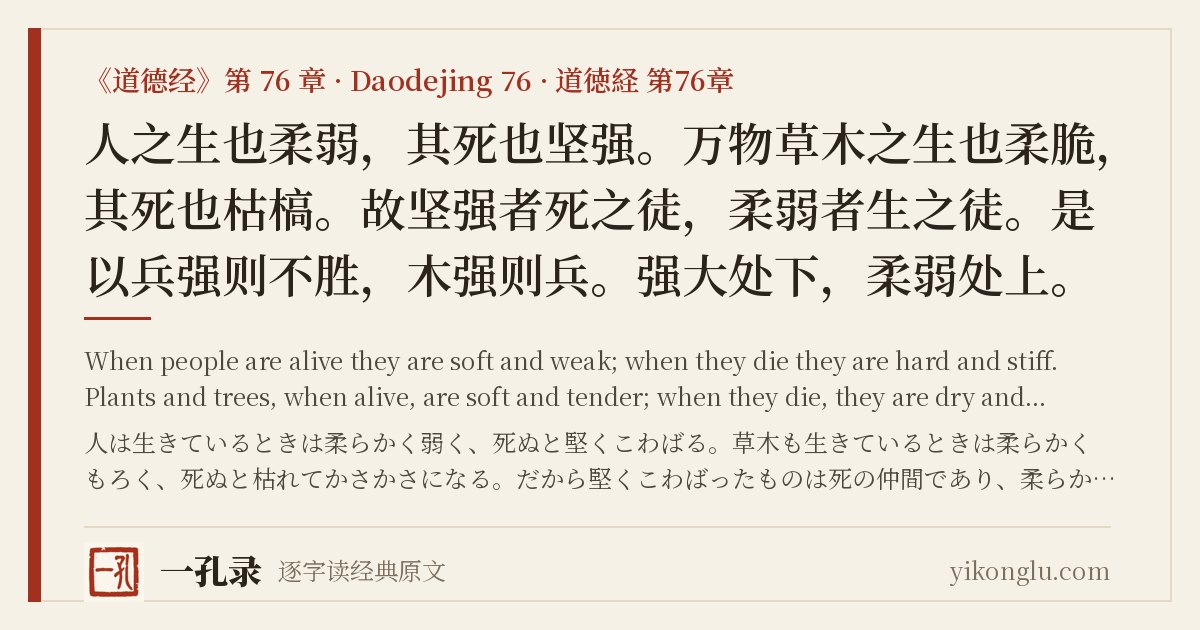 《道德经》第 76 章 · Daodejing 76 · 道徳経 第76章
人之生也柔弱，其死也坚强。万物草木之生也柔脆，
其死也枯槁。故坚强者死之徒，柔弱者生之徒。是
以兵强则不胜，木强则兵。强大处下，柔弱处上。
When people are alive they are soft and weak; when they die they are hard and stiff.
Plants and trees, when alive, are soft and tender; when they die, they are dry and...
人は生きているときは柔らかく弱く、死ぬと堅くこわばる。草木も生きているときは柔らかく
もろく、死ぬと枯れてかさかさになる。だから堅くこわばったものは死の仲間であり、柔らか…
一孔
一孔录 逐字读经典原文
yikonglu.com